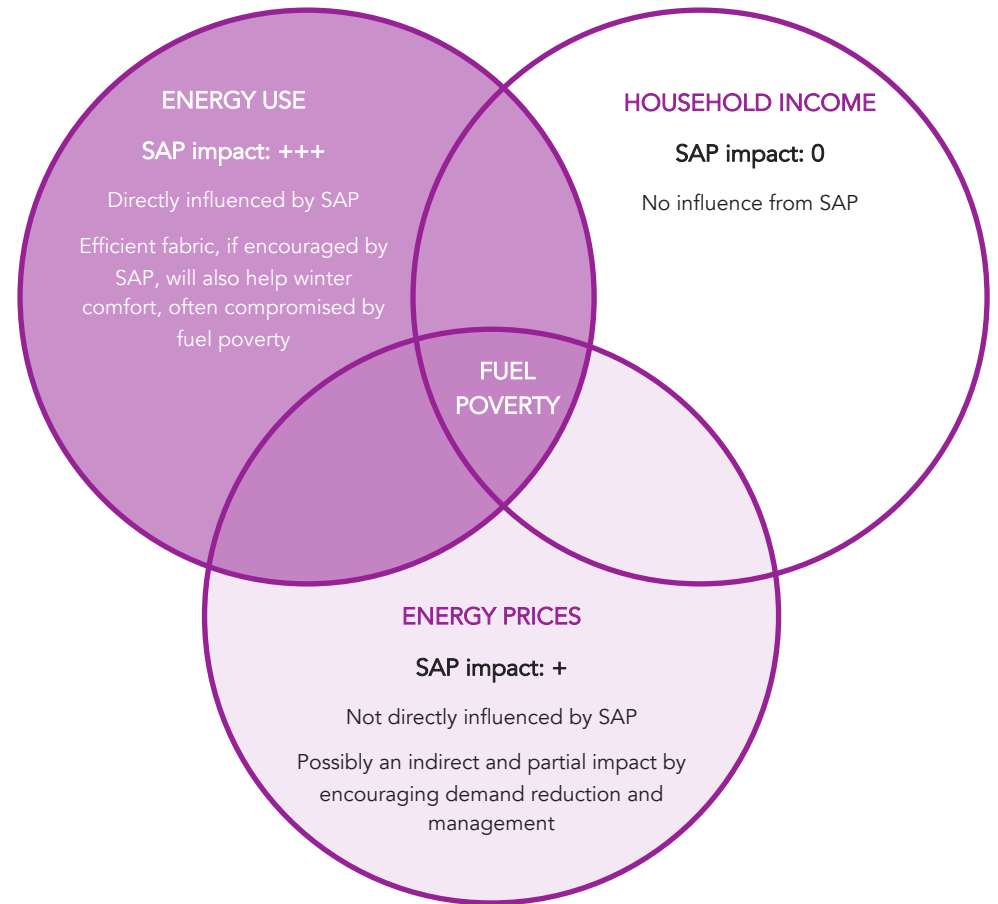 ENERGY USE
SAP impact: +++
Directly influenced by SAP
Efficient fabric, if encouraged by
SAP, will also help winter
comfort, often compromised by
fuel poverty
HOUSEHOLD INCOME
SAP impact: 0
No influence from SAP
FUEL
POVERTY
ENERGY PRICES
SAP impact: +
Not directly influenced by SAP
Possibly an indirect and partial impact by
encouraging demand reduction and
management